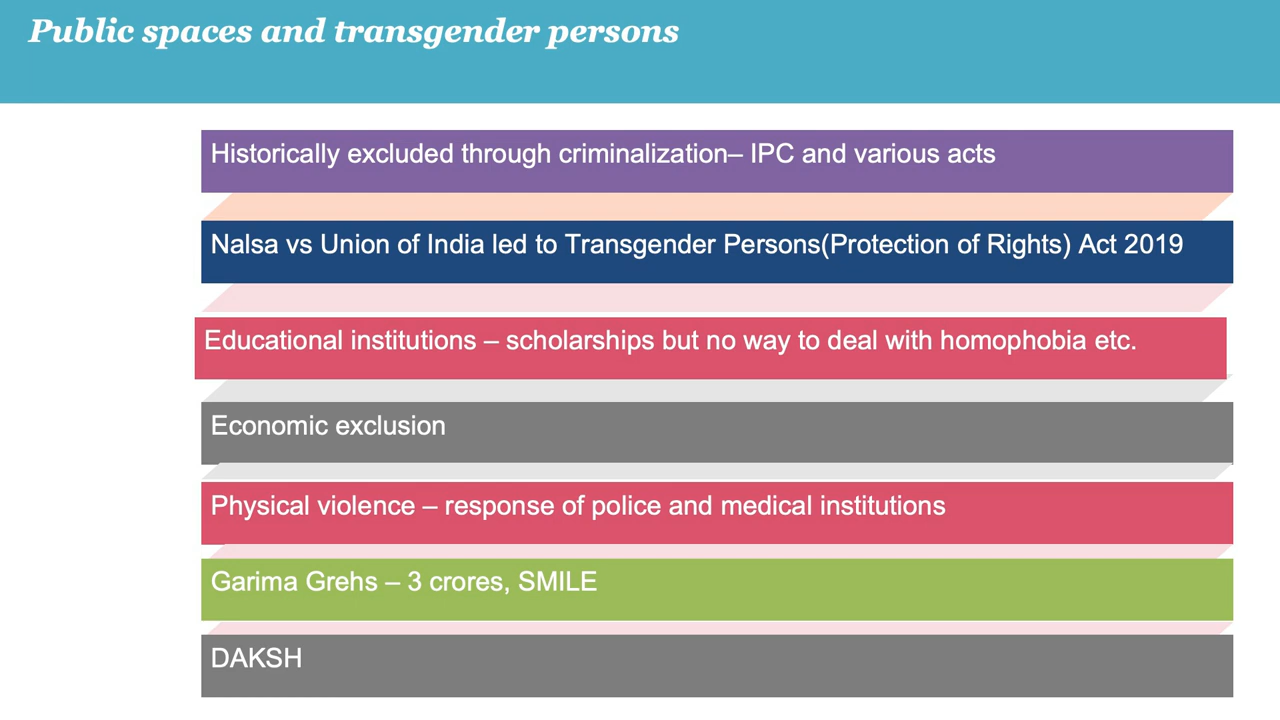 Public spaces and transgender persons
Historically excluded through criminalization– IPC and various acts
Nalsa vs Union of India led to Transgender Persons(Protection of Rights) Act 2019
Educational institutions – scholarships but no way to deal with homophobia etc.
Economic exclusion
Physical violence – response of police and medical institutions
Garima Grehs – 3 crores, SMILE
DAKSH